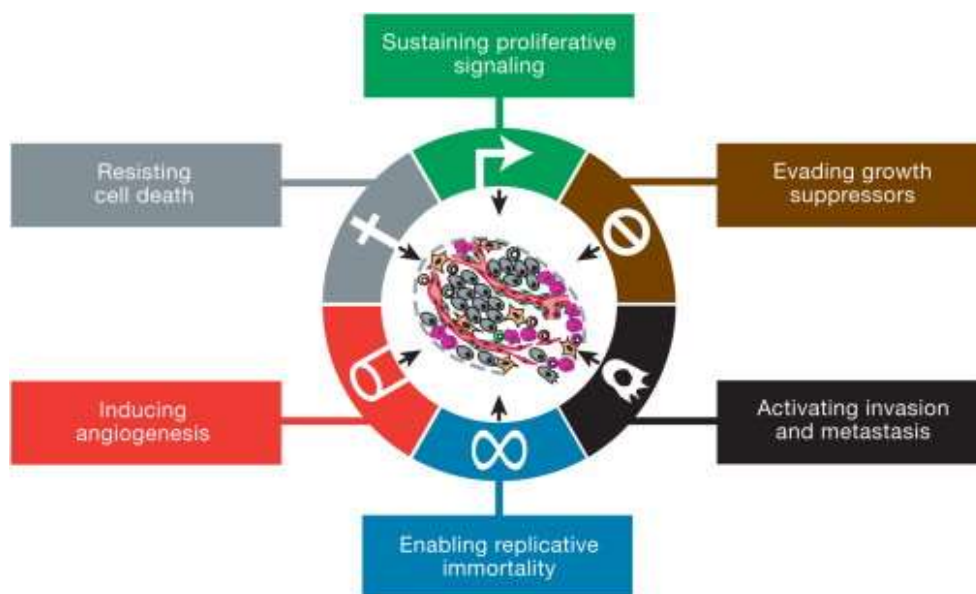 Sustaining proliferative
signaling
Resisting
cell death
Evading growth
suppressors
Inducing
angiogenesis
Activating invasion
and metastasis
Enabling replicative
immortality